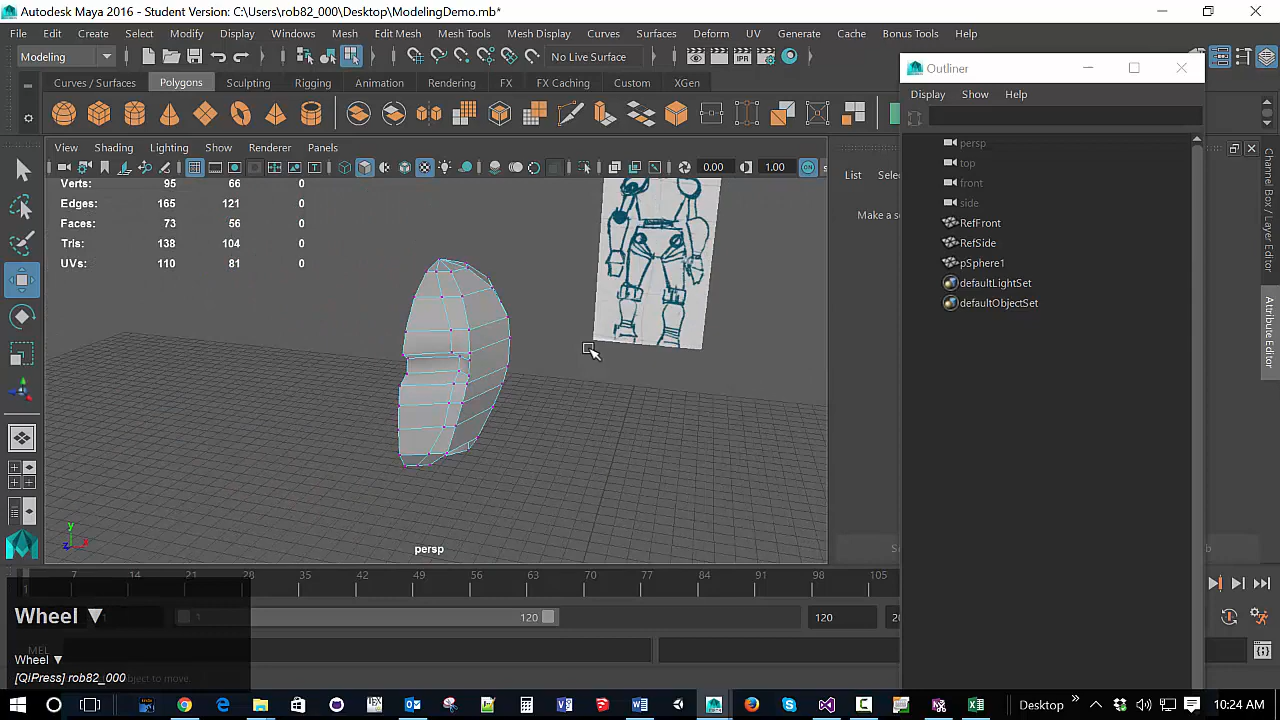 Autodesk Maya 2016 - Student Version: C:\Users\rob82_000\Desktop\ModelingDemo.mb*
File Edit Create Select Modify Display Windows Mesh Edit Mesh Mesh Tools Mesh Display Curves Surfaces Deform UV Generate Cache Bonus Tools Help
Modeling No Live Surface
Curves / Surfaces Polygons Sculpting Rigging Animation Rendering FX FX Caching Custom XGen
Outliner
Display Show Help
View Shading Lighting Show Renderer Panels
0.00 1.00
List
Verts: 95 66 0
Edges: 165 121 0
Faces: 73 56 0
Tris: 138 104 0
UVs: 110 81 0
persp
top
front
side
RefFront
RefSide
pSphere1
defaultLightSet
defaultObjectSet
Channel Box / Layer Editor
Attribute Editor
y
z x
persp
1 7 14 21 28 35 42 49 56 63 70 77 84 91 98 105
Wheel
1 120 120
MEL
Wheel
[QiPress] rob82_000
Desktop 10:24 AM